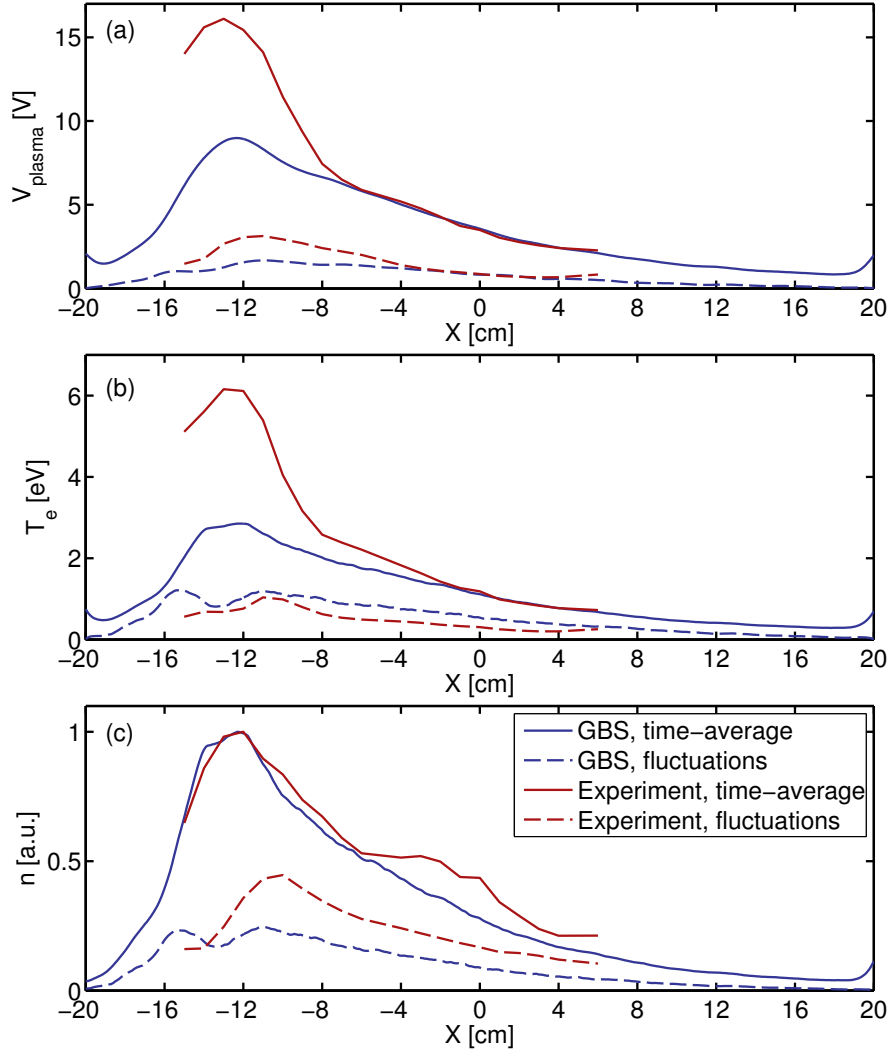 (a)
15
10
5
0
V_plasma [V]
−20 −16 −12 −8 −4 0 4 8 12 16 20
X [cm]
(b)
6
4
2
0
T_e [eV]
−20 −16 −12 −8 −4 0 4 8 12 16 20
X [cm]
(c)
1
0.5
0
n [a.u.]
GBS, time−average
GBS, fluctuations
Experiment, time−average
Experiment, fluctuations
−20 −16 −12 −8 −4 0 4 8 12 16 20
X [cm]